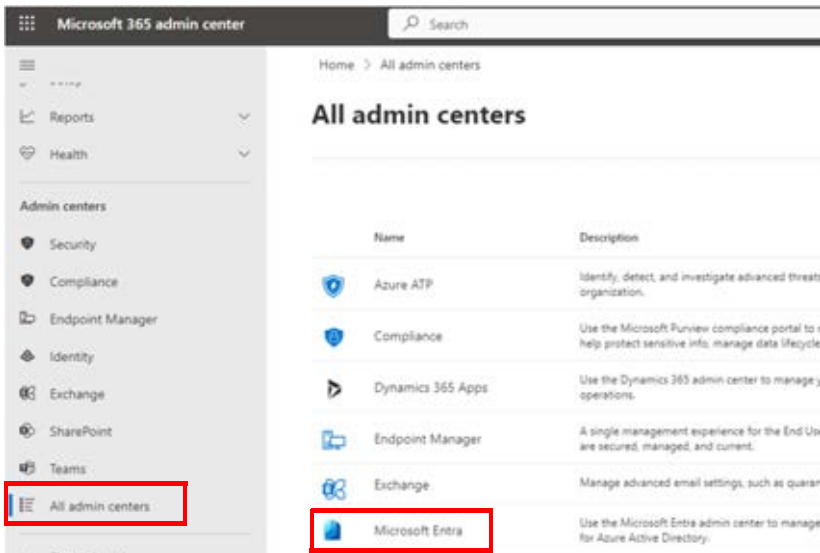 Microsoft 365 admin center
Search
Home > All admin centers
Reports
Health
Admin centers
Security
Compliance
Endpoint Manager
Identity
Exchange
SharePoint
Teams
All admin centers
All admin centers
Name Description
Azure ATP
Identify, detect, and investigate advanced threats
organization.
Compliance
Use the Microsoft Purview compliance portal to
help protect sensitive info, manage data lifecycle
Dynamics 365 Apps
Use the Dynamics 365 admin center to manage
operations.
Endpoint Manager
A single management experience for the End Use
are secured, managed, and current.
Exchange
Manage advanced email settings, such as quaran
Microsoft Entra
Use the Microsoft Entra admin center to manage
for Azure Active Directory.